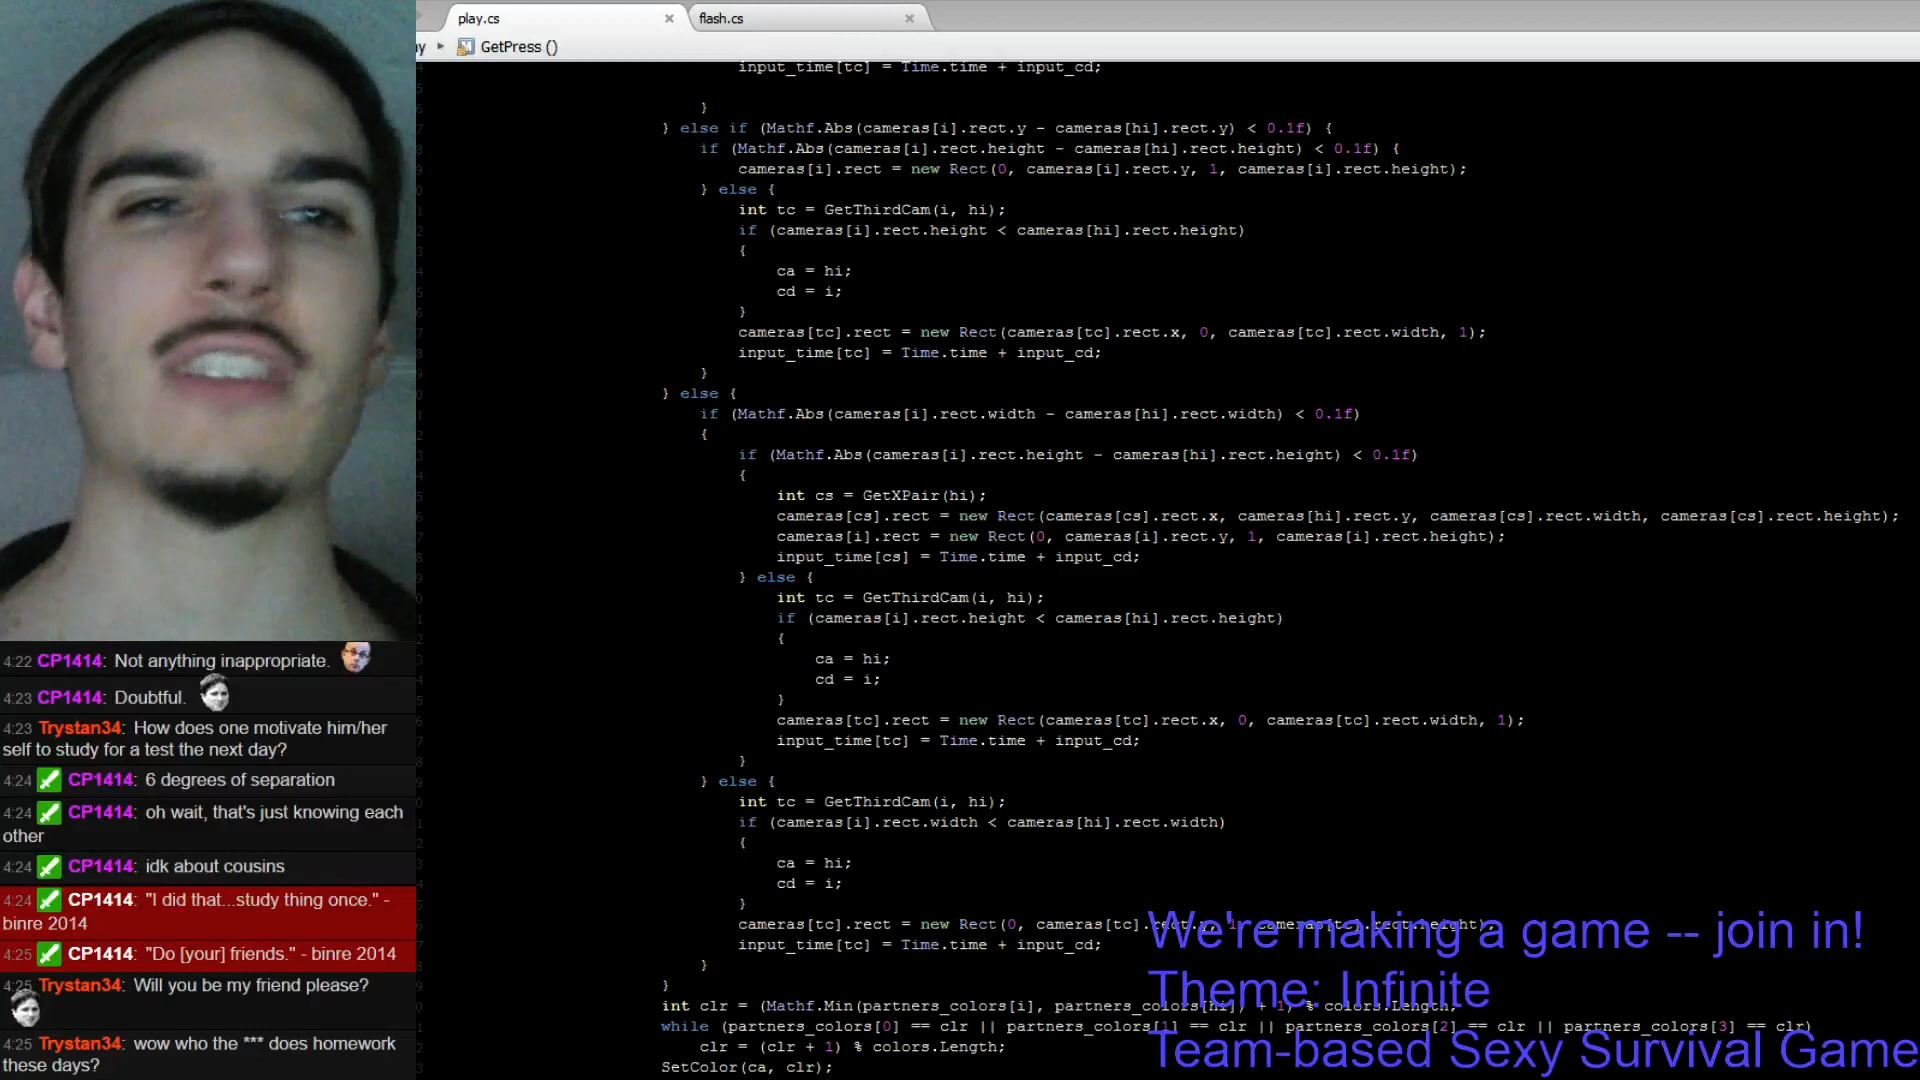 play.cs
flash.cs
GetPress ()
input_time[tc] = Time.time + input_cd;
}
} else if (Mathf.Abs(cameras[i].rect.y - cameras[hi].rect.y) < 0.1f) {
if (Mathf.Abs(cameras[i].rect.height - cameras[hi].rect.height) < 0.1f) {
cameras[i].rect = new Rect(0, cameras[i].rect.y, 1, cameras[i].rect.height);
} else {
int tc = GetThirdCam(i, hi);
if (cameras[i].rect.height < cameras[hi].rect.height)
{
ca = hi;
cd = i;
}
cameras[tc].rect = new Rect(cameras[tc].rect.x, 0, cameras[tc].rect.width, 1);
input_time[tc] = Time.time + input_cd;
}
} else {
if (Mathf.Abs(cameras[i].rect.width - cameras[hi].rect.width) < 0.1f)
{
if (Mathf.Abs(cameras[i].rect.height - cameras[hi].rect.height) < 0.1f)
{
int cs = GetXPair(hi);
cameras[cs].rect = new Rect(cameras[cs].rect.x, cameras[hi].rect.y, cameras[cs].rect.width, cameras[cs].rect.height);
cameras[i].rect = new Rect(0, cameras[i].rect.y, 1, cameras[i].rect.height);
input_time[cs] = Time.time + input_cd;
} else {
int tc = GetThirdCam(i, hi);
if (cameras[i].rect.height < cameras[hi].rect.height)
{
ca = hi;
cd = i;
}
cameras[tc].rect = new Rect(cameras[tc].rect.x, 0, cameras[tc].rect.width, 1);
input_time[tc] = Time.time + input_cd;
}
} else {
int tc = GetThirdCam(i, hi);
if (cameras[i].rect.width < cameras[hi].rect.width)
{
ca = hi;
cd = i;
}
cameras[tc].rect = new Rect(0, cameras[tc].rect.y, 1, cameras[tc].rect.height);
input_time[tc] = Time.time + input_cd;
}
}
int clr = (Mathf.Min(partners_colors[i], partners_colors[hi]) + 1) % colors.Length;
while (partners_colors[0] == clr || partners_colors[1] == clr || partners_colors[2] == clr || partners_colors[3] == clr)
clr = (clr + 1) % colors.Length;
SetColor(ca, clr);
We're making a game -- join in!
Theme: Infinite
Team-based Sexy Survival Game
4:22 CP1414: Not anything inappropriate.
4:23 CP1414: Doubtful.
4:23 Trystan34: How does one motivate him/her
self to study for a test the next day?
4:24 CP1414: 6 degrees of separation
4:24 CP1414: oh wait, that's just knowing each
other
4:24 CP1414: idk about cousins
4:24 CP1414: "I did that...study thing once." -
binre 2014
4:25 CP1414: "Do [your] friends." - binre 2014
4:25 Trystan34: Will you be my friend please?
4:25 Trystan34: wow who the *** does homework
these days?